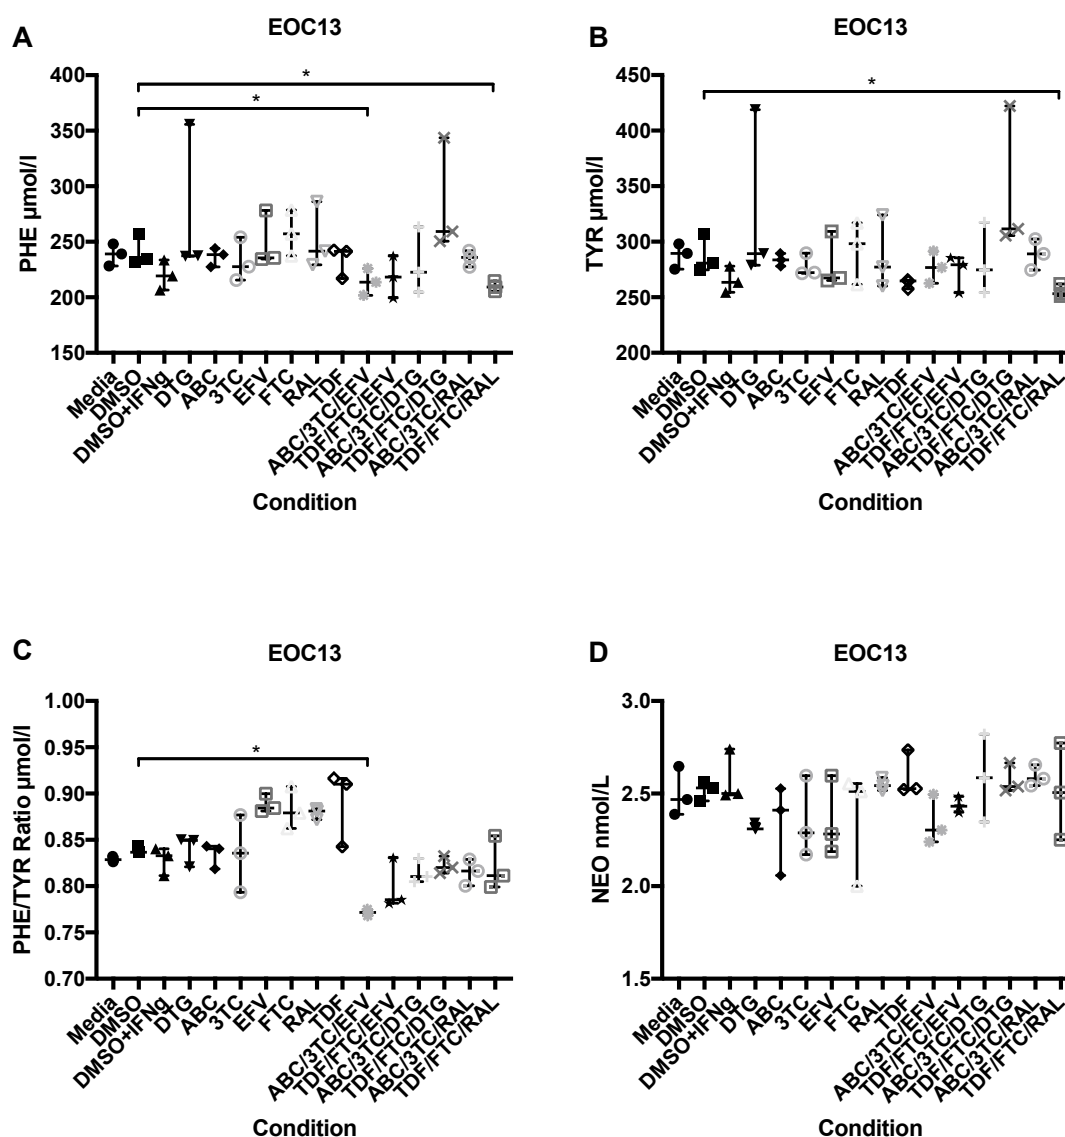 A
EOC13
PHE µmol/l
400
350
300
250
200
150
*
*
Media
DMSO
DMSO+IFNg
DTG
ABC
3TC
EFV
FTC
RAL
TDF
ABC/3TC/EFV
TDF/FTC/EFV
ABC/3TC/DTG
TDF/FTC/DTG
ABC/3TC/RAL
TDF/FTC/RAL
Condition
B
EOC13
TYR µmol/l
450
400
350
300
250
200
*
Media
DMSO
DMSO+IFNg
DTG
ABC
3TC
EFV
FTC
RAL
TDF
ABC/3TC/EFV
TDF/FTC/EFV
ABC/3TC/DTG
TDF/FTC/DTG
ABC/3TC/RAL
TDF/FTC/RAL
Condition
C
EOC13
PHE/TYR Ratio µmol/l
1.00
0.95
0.90
0.85
0.80
0.75
0.70
*
Media
DMSO
DMSO+IFNg
DTG
ABC
3TC
EFV
FTC
RAL
TDF
ABC/3TC/EFV
TDF/FTC/EFV
ABC/3TC/DTG
TDF/FTC/DTG
ABC/3TC/RAL
TDF/FTC/RAL
Condition
D
EOC13
NEO nmol/L
3.0
2.5
2.0
1.5
Media
DMSO
DMSO+IFNg
DTG
ABC
3TC
EFV
FTC
RAL
TDF
ABC/3TC/EFV
TDF/FTC/EFV
ABC/3TC/DTG
TDF/FTC/DTG
ABC/3TC/RAL
TDF/FTC/RAL
Condition